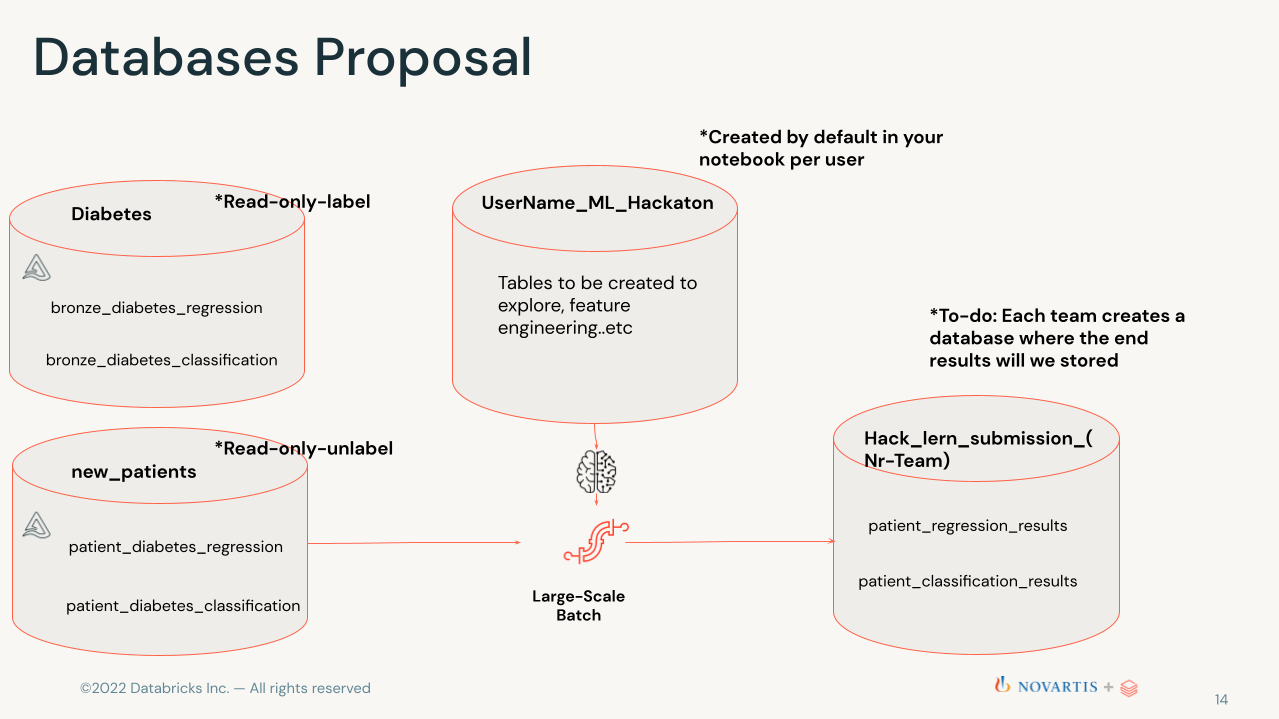 Databases Proposal
*Created by default in your
notebook per user
*Read-only-label
Diabetes
bronze_diabetes_regression
bronze_diabetes_classification
UserName_ML_Hackaton
Tables to be created to
explore, feature
engineering..etc
*To-do: Each team creates a
database where the end
results will we stored
*Read-only-unlabel
new_patients
patient_diabetes_regression
patient_diabetes_classification
Large-Scale
Batch
Hack_lern_submission_(
Nr-Team)
patient_regression_results
patient_classification_results
©2022 Databricks Inc. — All rights reserved
NOVARTIS +
14